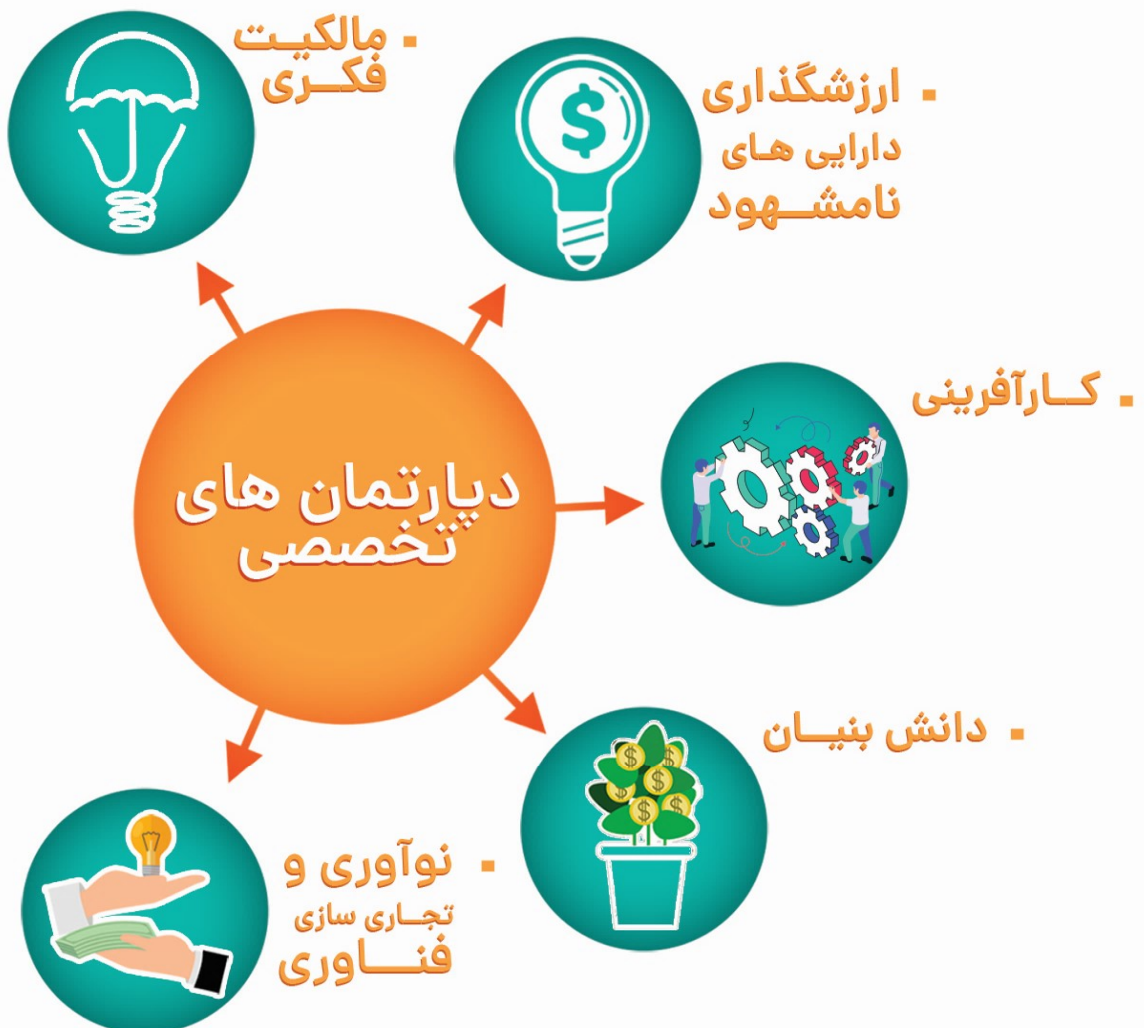 مالکیت
فکری
ارزشگذاری
دارایی های
نامشهود
کارآفرینی
دپارتمان های
تخصصی
دانش بنیان
نوآوری و
تجاری سازی
فناوری